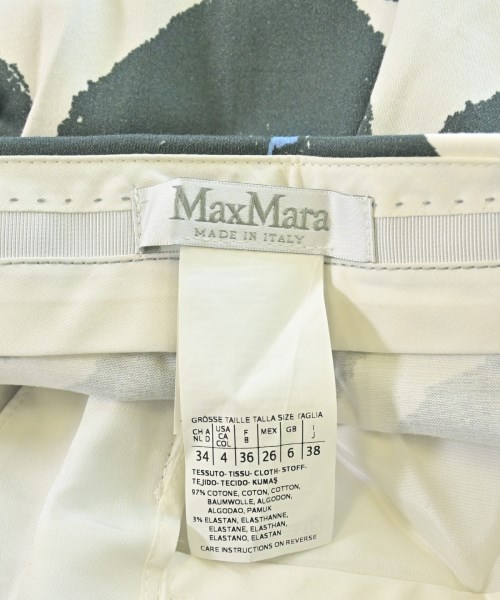 MaxMara
MADE IN ITALY
GRÖSSE TAILLE TALLA SIZE TAGLIA
CH A NL D USA CA COL F B MEX GB I J
34 4 36 26 6 38
TESSUTO- TISSU- CLOTH- STOFF-
TEJIDO- TECIDO- KUMAŞ
97% COTONE, COTON, COTTON,
BAUMWOLLE, ALGODON,
ALGODAO, PAMUK
3% ELASTAN, ELASTHANNE,
ELASTANE, ELASTHAN,
ELASTANO, ELASTAN
CARE INSTRUCTIONS ON REVERSE